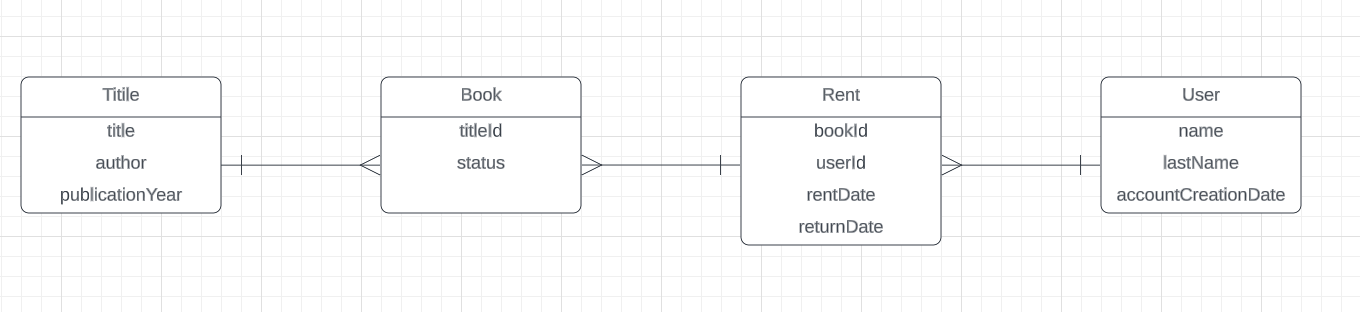 Titile
title
author
publicationYear
Book
titleId
status
Rent
bookId
userId
rentDate
returnDate
User
name
lastName
accountCreationDate